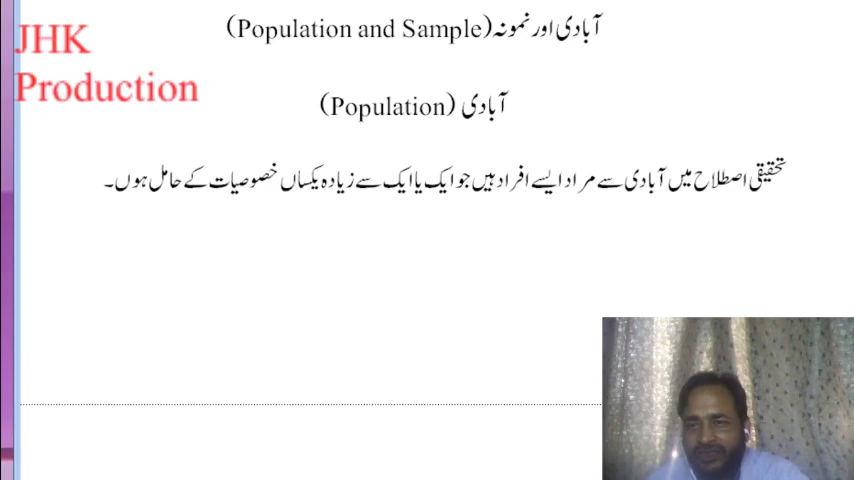 آبادی اور نمونہ (Population and Sample)
JHK
Production
آبادی (Population)
تحقیقی اصطلاح میں آبادی سے مراد ایسے افراد ہیں جو ایک یا ایک سے زیادہ یکساں خصوصیات کے حامل ہوں۔